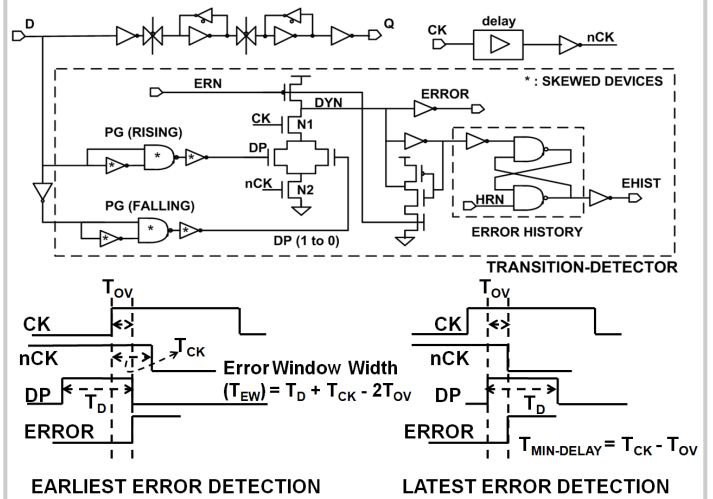 D
Q
CK
delay
nCK
ERN
DYN
ERROR
* : SKEWED DEVICES
CK
N1
PG (RISING)
*
*
*
DP
nCK
N2
PG (FALLING)
*
*
*
DP (1 to 0)
HRN
EHIST
ERROR HISTORY
TRANSITION-DETECTOR
TOV
CK
nCK
TCK
DP
TD
ERROR
Error Window Width
(TEW) = TD + TCK - 2TOV
EARLIEST ERROR DETECTION
TOV
CK
nCK
DP
TD
ERROR
TMIN-DELAY = TCK - TOV
LATEST ERROR DETECTION